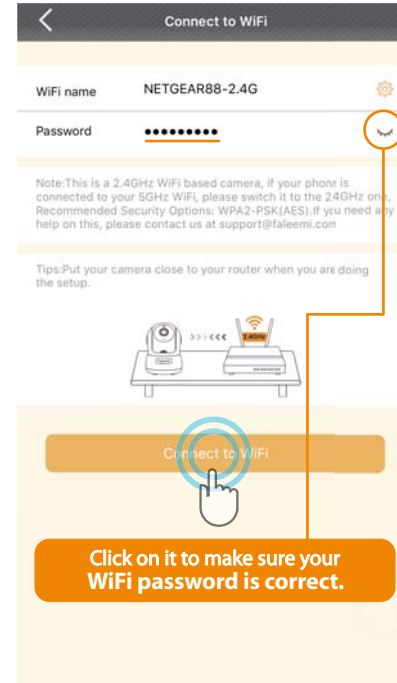 Connect to WiFi
WiFi name NETGEAR88-2.4G
Password •••••••••
Note:This is a 2.4GHz WiFi based camera, if your phone is
connected to your 5GHz WiFi, please switch it to the 24GHz one,
Recommended Security Options: WPA2-PSK(AES).If you need any
help on this, please contact us at support@faleemi.com
Tips:Put your camera close to your router when you are doing
the setup.
2.4GHz
Connect to WiFi
Click on it to make sure your
WiFi password is correct.